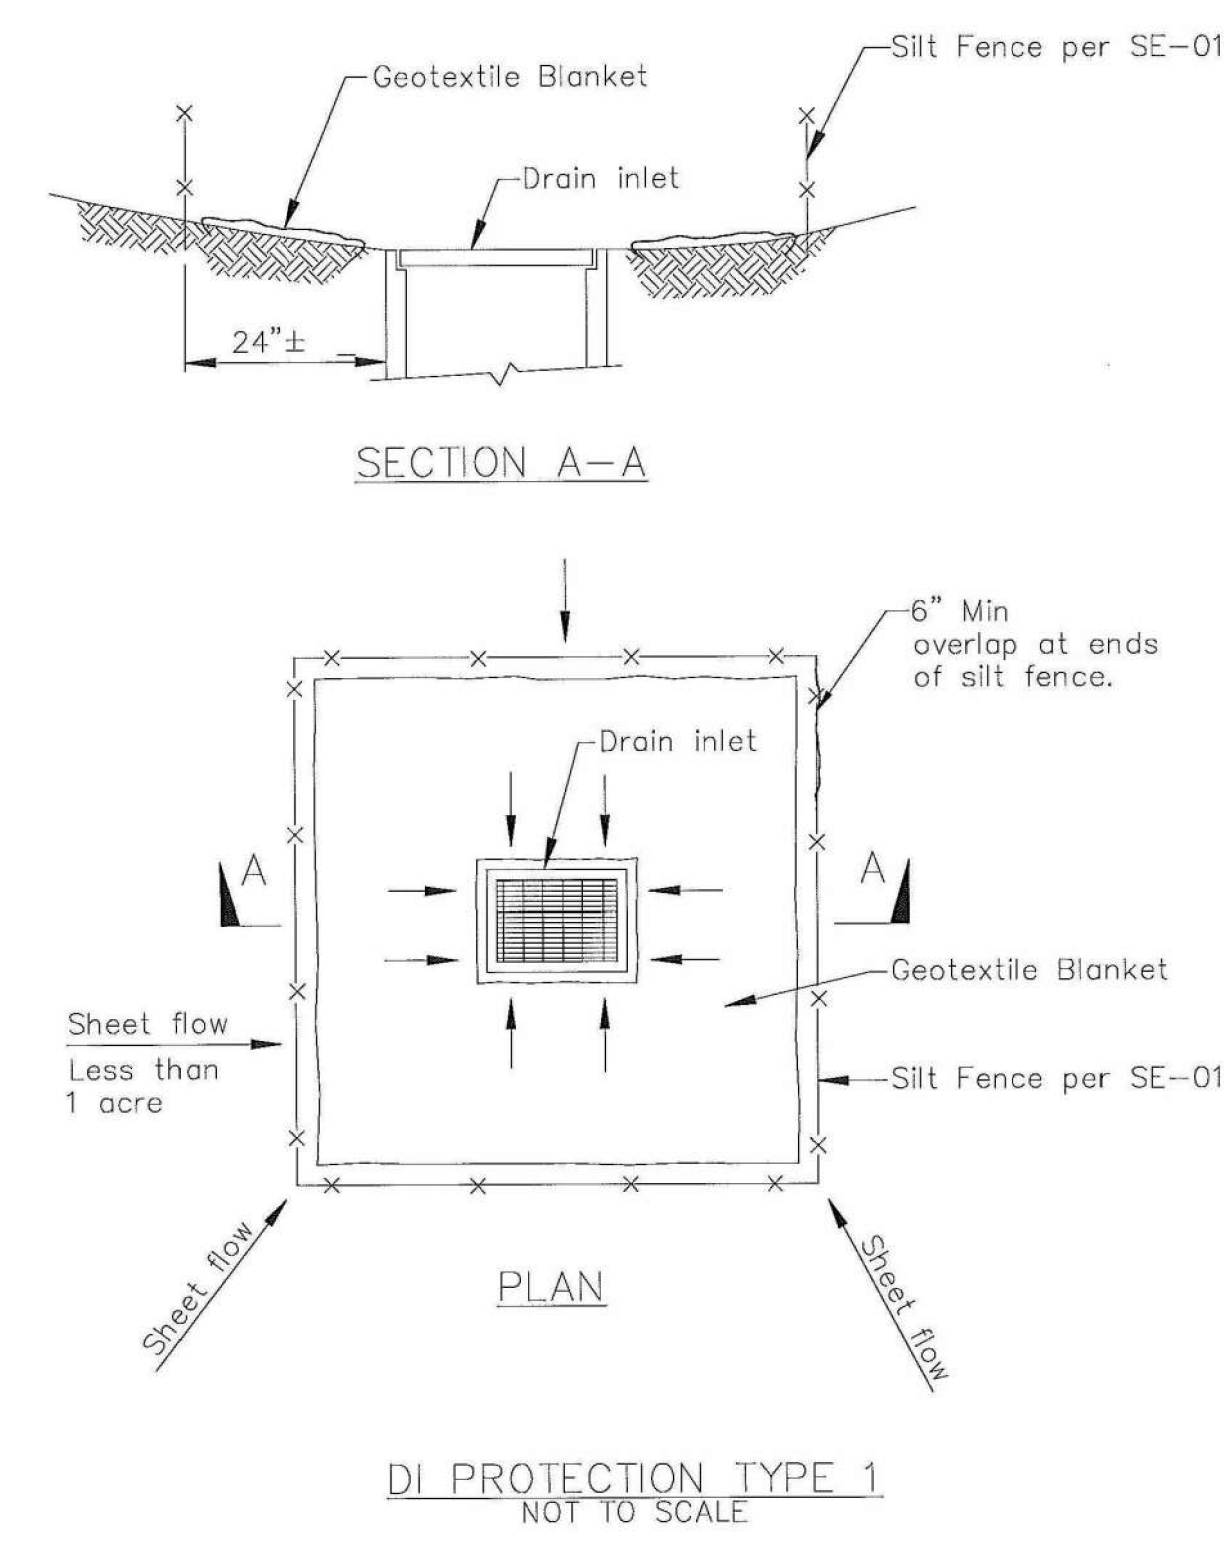 Silt Fence per SE-01
Geotextile Blanket
Drain inlet
24"±
SECTION A-A
6" Min
overlap at ends
of silt fence.
Drain inlet
A
A
Geotextile Blanket
Sheet flow
Less than
1 acre
Silt Fence per SE-01
Sheet flow
Sheet flow
PLAN
DI PROTECTION TYPE 1
NOT TO SCALE